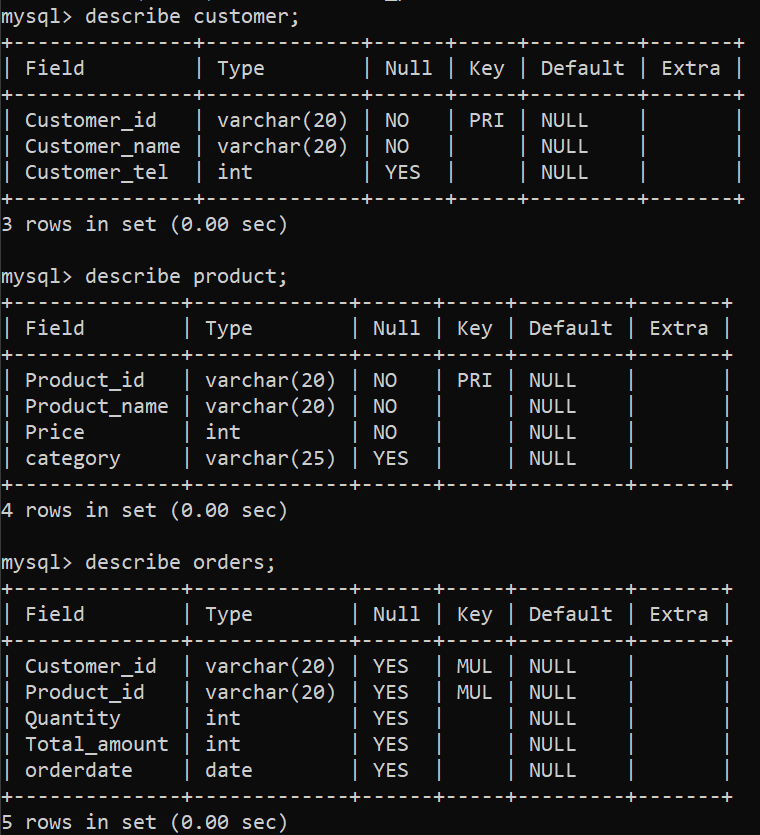 mysql> describe customer;
+---------------+-------------+------+-----+---------+-------+
| Field         | Type        | Null | Key | Default | Extra |
+---------------+-------------+------+-----+---------+-------+
| Customer_id   | varchar(20) | NO   | PRI | NULL    |       |
| Customer_name | varchar(20) | NO   |     | NULL    |       |
| Customer_tel  | int         | YES  |     | NULL    |       |
+---------------+-------------+------+-----+---------+-------+
3 rows in set (0.00 sec)

mysql> describe product;
+--------------+-------------+------+-----+---------+-------+
| Field        | Type        | Null | Key | Default | Extra |
+--------------+-------------+------+-----+---------+-------+
| Product_id   | varchar(20) | NO   | PRI | NULL    |       |
| Product_name | varchar(20) | NO   |     | NULL    |       |
| Price        | int         | NO   |     | NULL    |       |
| category     | varchar(25) | YES  |     | NULL    |       |
+--------------+-------------+------+-----+---------+-------+
4 rows in set (0.00 sec)

mysql> describe orders;
+--------------+-------------+------+-----+---------+-------+
| Field        | Type        | Null | Key | Default | Extra |
+--------------+-------------+------+-----+---------+-------+
| Customer_id  | varchar(20) | YES  | MUL | NULL    |       |
| Product_id   | varchar(20) | YES  | MUL | NULL    |       |
| Quantity     | int         | YES  |     | NULL    |       |
| Total_amount | int         | YES  |     | NULL    |       |
| orderdate    | date        | YES  |     | NULL    |       |
+--------------+-------------+------+-----+---------+-------+
5 rows in set (0.00 sec)